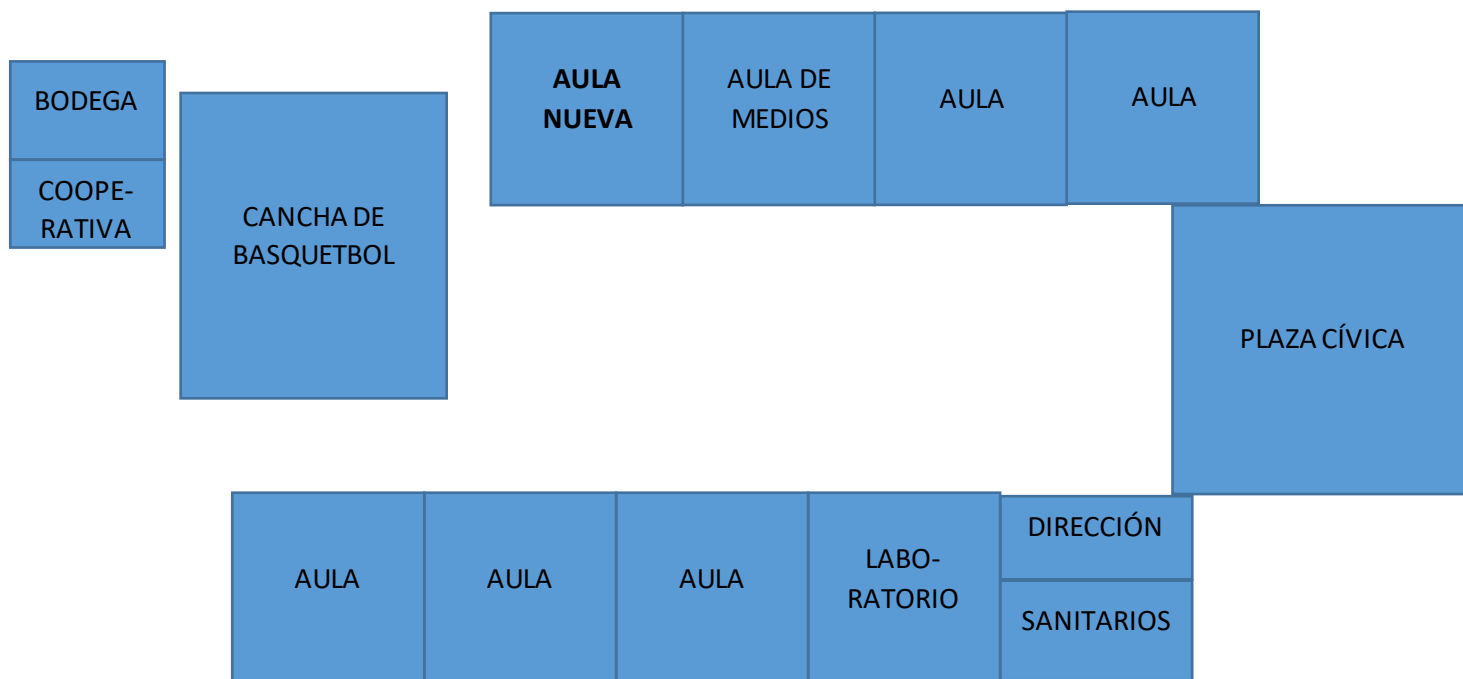 BODEGA
COOPE-
RATIVA
CANCHA DE
BASQUETBOL
AULA
NUEVA
AULA DE
MEDIOS
AULA
AULA
PLAZA CÍVICA
AULA
AULA
AULA
LABO-
RATORIO
DIRECCIÓN
SANITARIOS